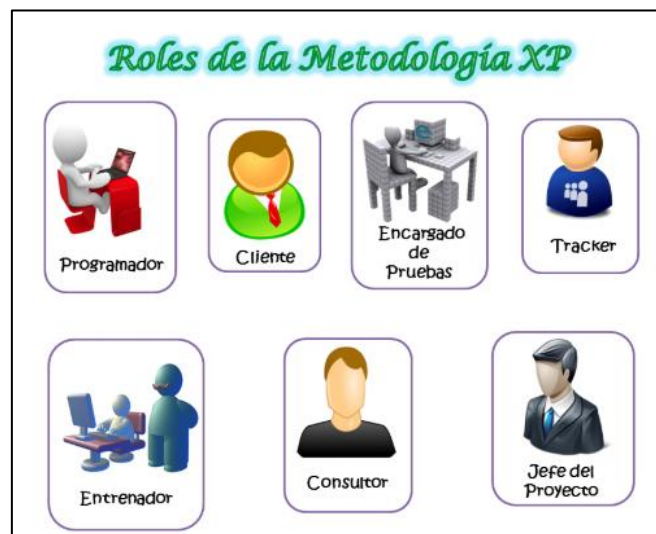 Roles de la Metodología XP
Programador
Cliente
Encargado
de
Pruebas
Tracker
Entrenador
Consultor
Jefe del
Proyecto